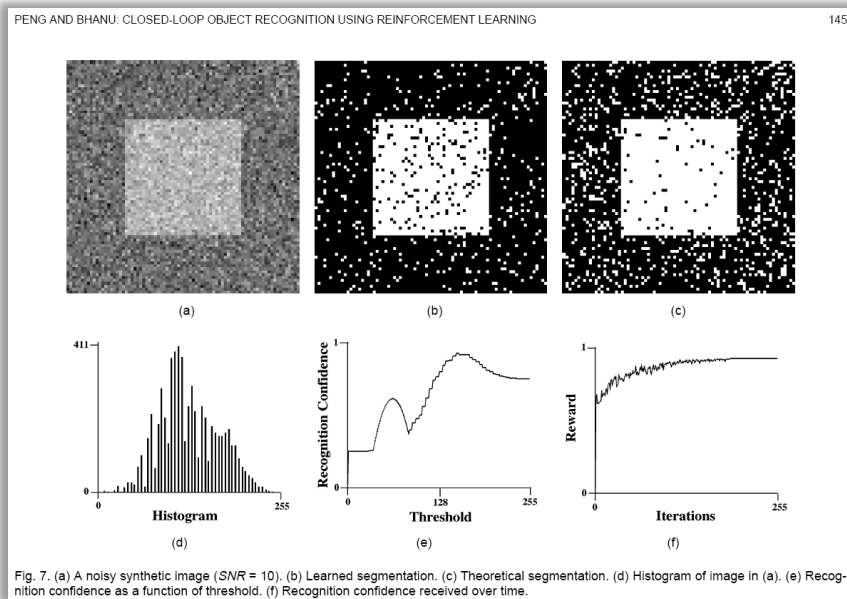 PENG AND BHANU: CLOSED-LOOP OBJECT RECOGNITION USING REINFORCEMENT LEARNING 145
(a) (b) (c)
411
0
255
Histogram
(d)
1
Recognition Confidence
0
0 128 255
Threshold
(e)
1
Reward
0
0 255
Iterations
(f)
Fig. 7. (a) A noisy synthetic image (SNR = 10). (b) Learned segmentation. (c) Theoretical segmentation. (d) Histogram of image in (a). (e) Recog-
nition confidence as a function of threshold. (f) Recognition confidence received over time.